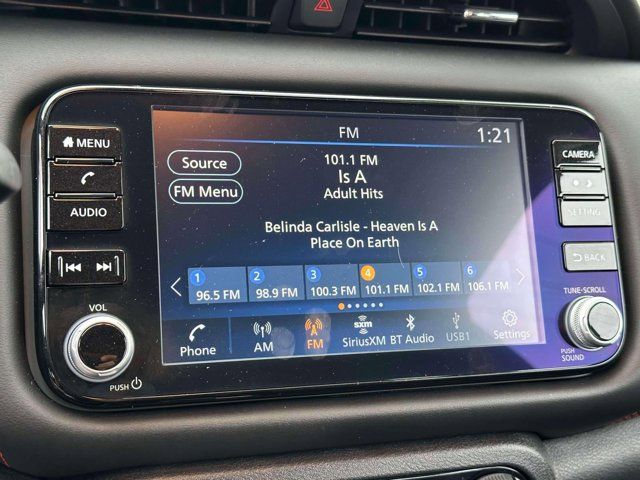 MENU
AUDIO
VOL
PUSH
FM
1:21
Source
FM Menu
101.1 FM
Is A
Adult Hits
Belinda Carlisle - Heaven Is A
Place On Earth
1 2 3 4 5 6
96.5 FM 98.9 FM 100.3 FM 101.1 FM 102.1 FM 106.1 FM
Phone AM FM SiriusXM BT Audio USB1 Settings
sxm
CAMERA
SETTING
BACK
TUNE·SCROLL
PUSH
SOUND